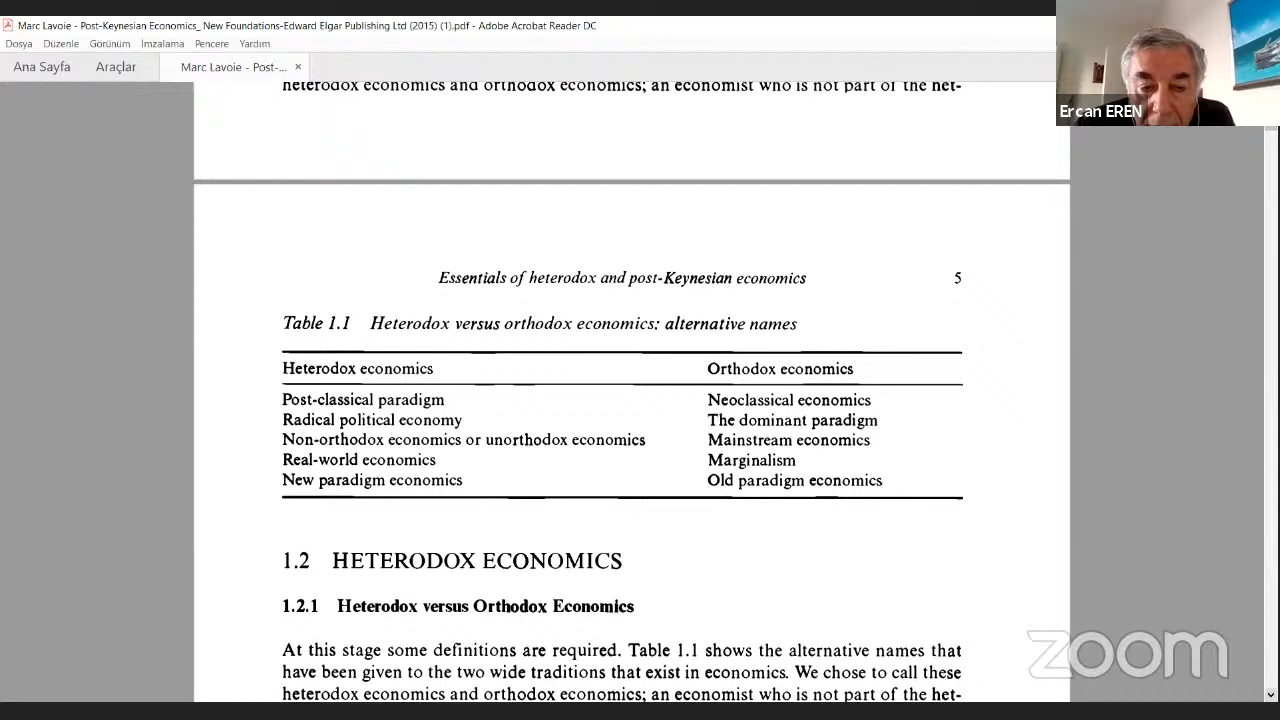 Marc Lavoie - Post-Keynesian Economics_ New Foundations-Edward Elgar Publishing Ltd (2015) (1).pdf - Adobe Acrobat Reader DC
Dosya Düzenle Görünüm İmzalama Pencere Yardım
Ana Sayfa Araçlar Marc Lavoie - Post-... ×
heterodox economics and orthodox economics; an economist who is not part of the het-
Ercan EREN
Essentials of heterodox and post-Keynesian economics 5
Table 1.1 Heterodox versus orthodox economics: alternative names
Heterodox economics Orthodox economics
Post-classical paradigm Neoclassical economics
Radical political economy The dominant paradigm
Non-orthodox economics or unorthodox economics Mainstream economics
Real-world economics Marginalism
New paradigm economics Old paradigm economics
1.2 HETERODOX ECONOMICS
1.2.1 Heterodox versus Orthodox Economics
At this stage some definitions are required. Table 1.1 shows the alternative names that
have been given to the two wide traditions that exist in economics. We chose to call these
heterodox economics and orthodox economics; an economist who is not part of the het-
zoom